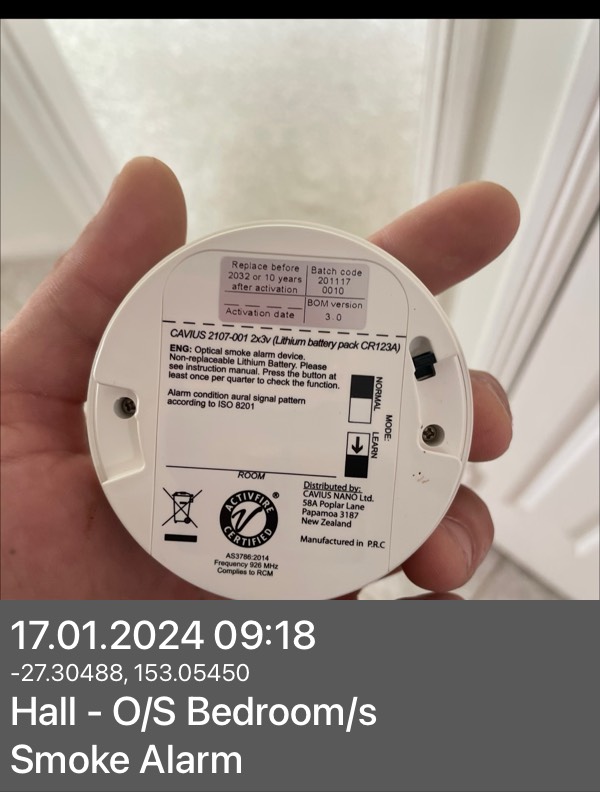 Replace before
2032 or 10 years
after activation
Activation date
Batch code
201117
0010
BOM version
3.0
CAVIUS 2107-001 2x3v (Lithium battery pack CR123A)
ENG: Optical smoke alarm device.
Non-replaceable Lithium Battery. Please
see instruction manual. Press the button at
least once per quarter to check the function.
Alarm condition aural signal pattern
according to ISO 8201
MODE:
NORMAL
LEARN
ROOM
ACTIVFIRE®
CERTIFIED
AS3786:2014
Frequency 926 MHz
Complies to RCM
Distributed by:
CAVIUS NANO Ltd.
58A Poplar Lane
Papamoa 3187
New Zealand
Manufactured in P.R.C
17.01.2024 09:18
-27.30488, 153.05450
Hall - O/S Bedroom/s
Smoke Alarm